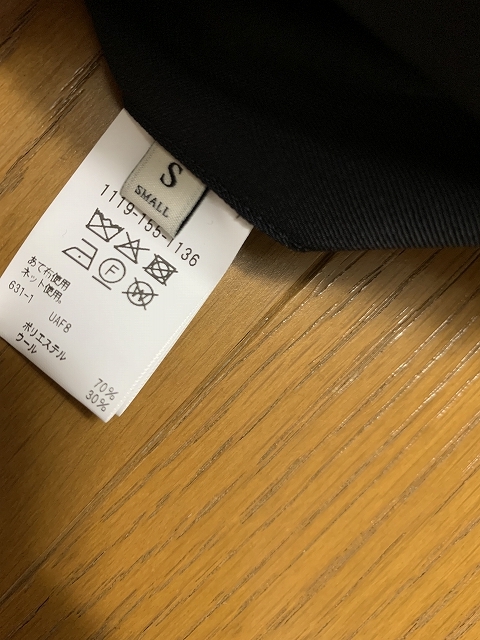 S
SMALL
1119-155-1136
F
W
あて布使用
ネット使用。
631-1 UAF8
ポリエステル 70%
ウール 30%